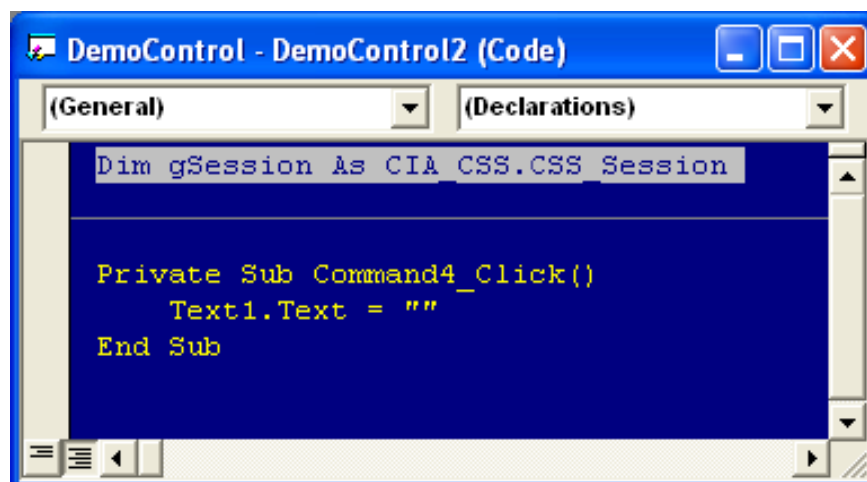 DemoControl - DemoControl2 (Code)
(General) (Declarations)
Dim gSession As CIA_CSS.CSS_Session
Private Sub Command4_Click()
    Text1.Text = ""
End Sub